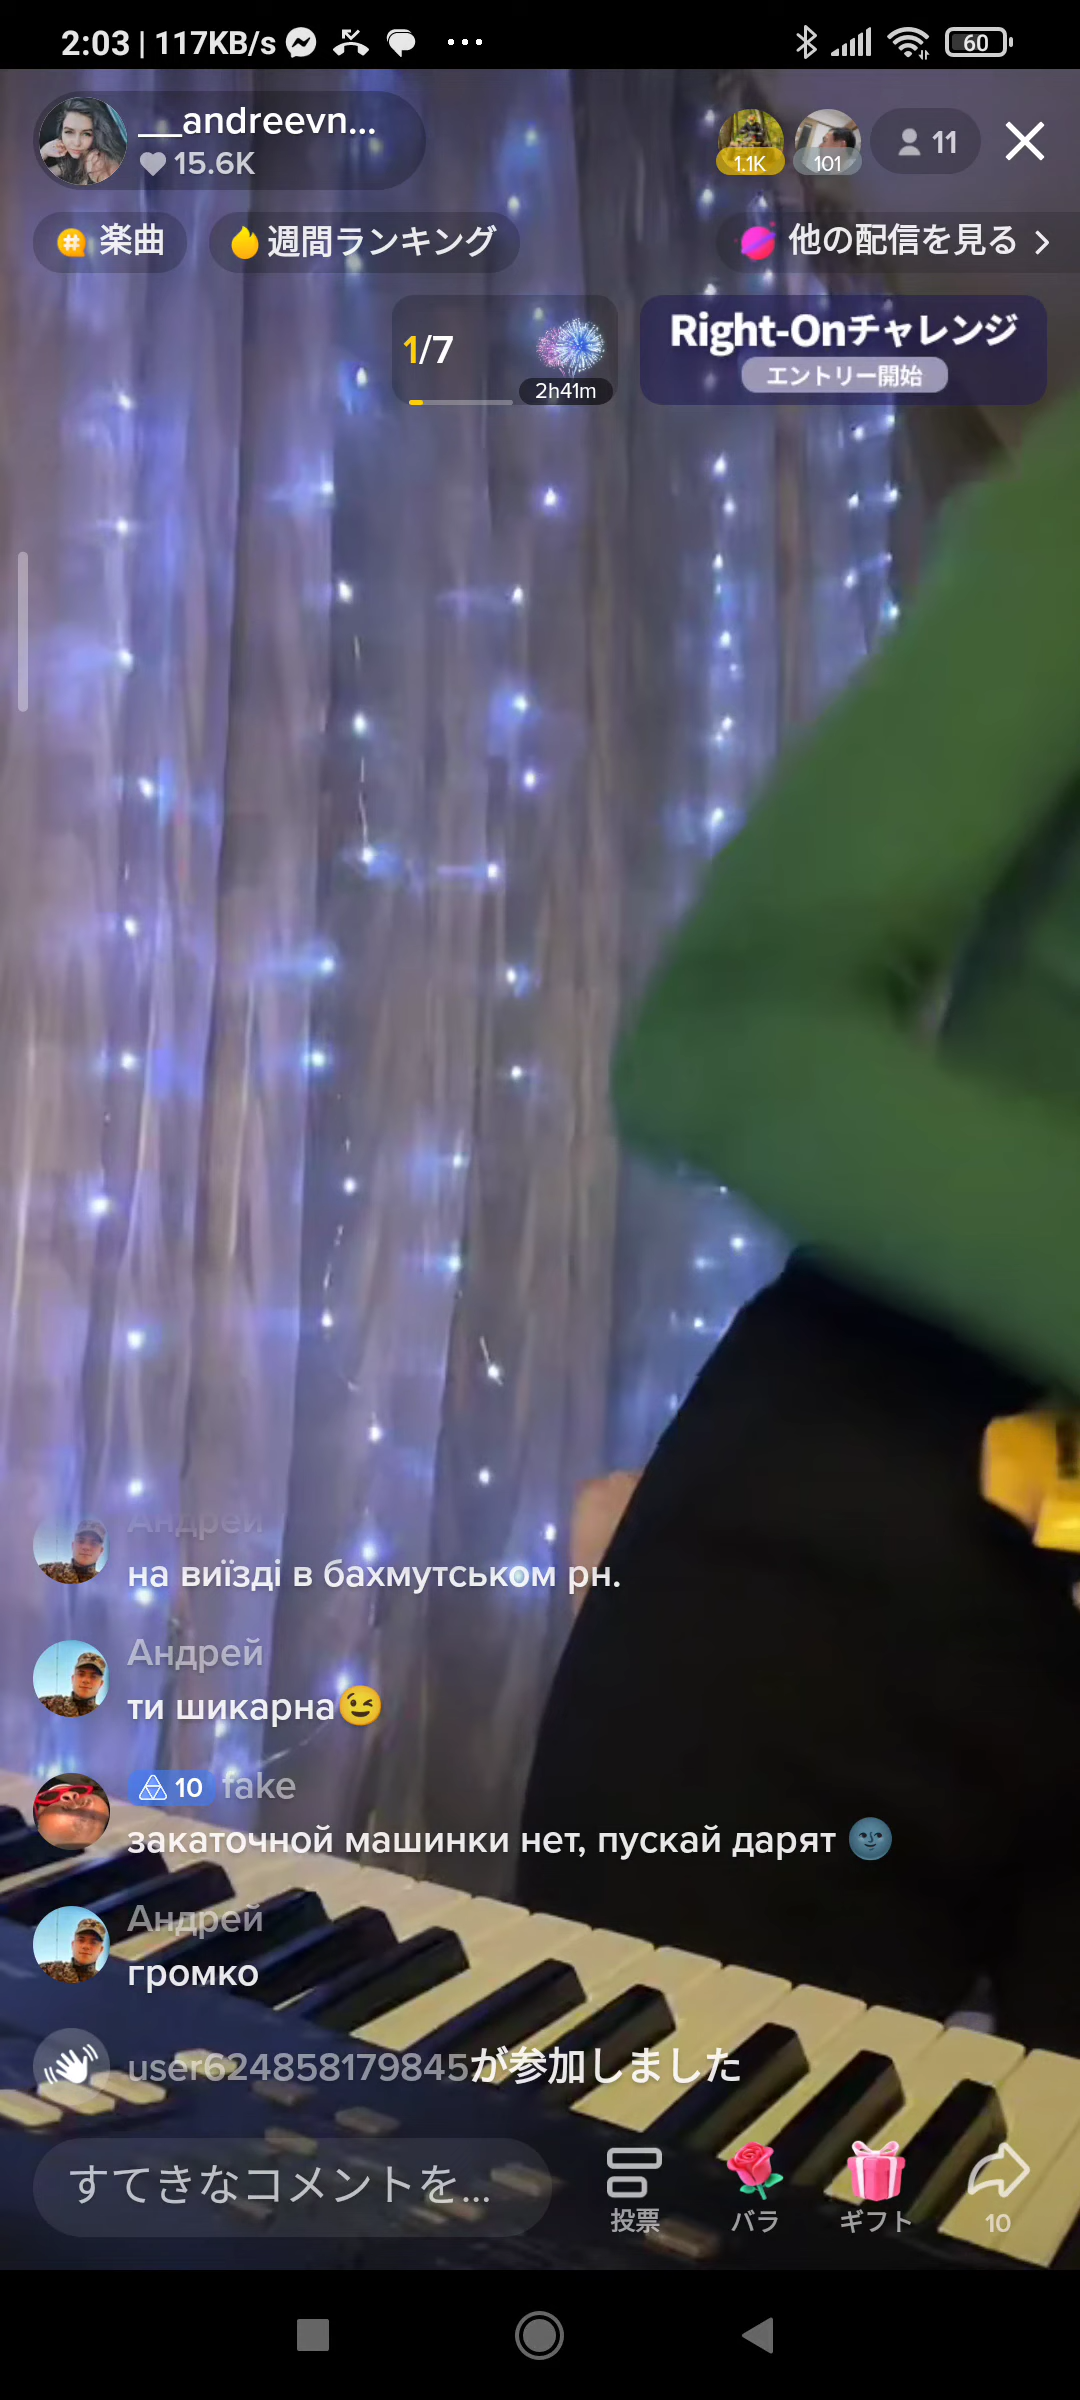 2:03 | 117KB/s
60
__andreevn...
15.6K
1.1K
101
11
楽曲
週間ランキング
他の配信を見る
1/7
2h41m
Right-Onチャレンジ
エントリー開始
Андрей
на виїзді в бахмутськом рн.
Андрей
ти шикарна😉
10 fake
закаточной машинки нет, пускай дарят 🌚
Андрей
громко
user624858179845が参加しました
すてきなコメントを...
投票
バラ
ギフト
10